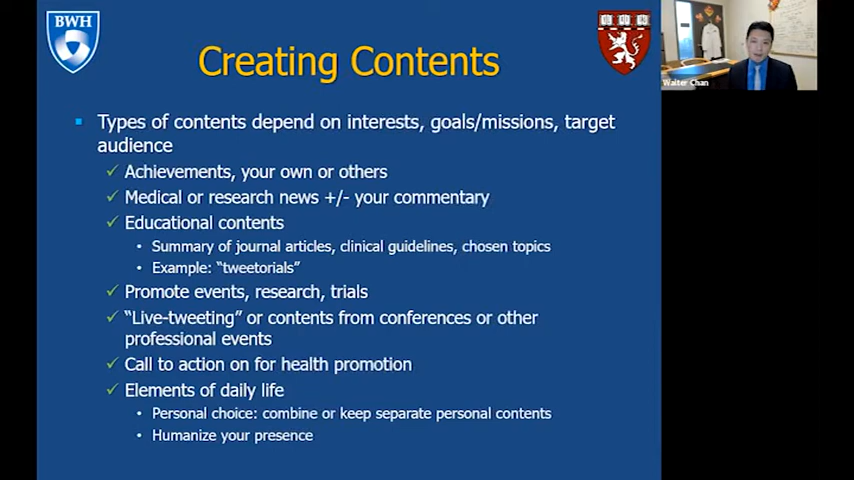 BWH
Creating Contents
Walter Chan
Types of contents depend on interests, goals/missions, target
audience
Achievements, your own or others
Medical or research news +/- your commentary
Educational contents
Summary of journal articles, clinical guidelines, chosen topics
Example: “tweetorials”
Promote events, research, trials
“Live-tweeting” or contents from conferences or other
professional events
Call to action on for health promotion
Elements of daily life
Personal choice: combine or keep separate personal contents
Humanize your presence